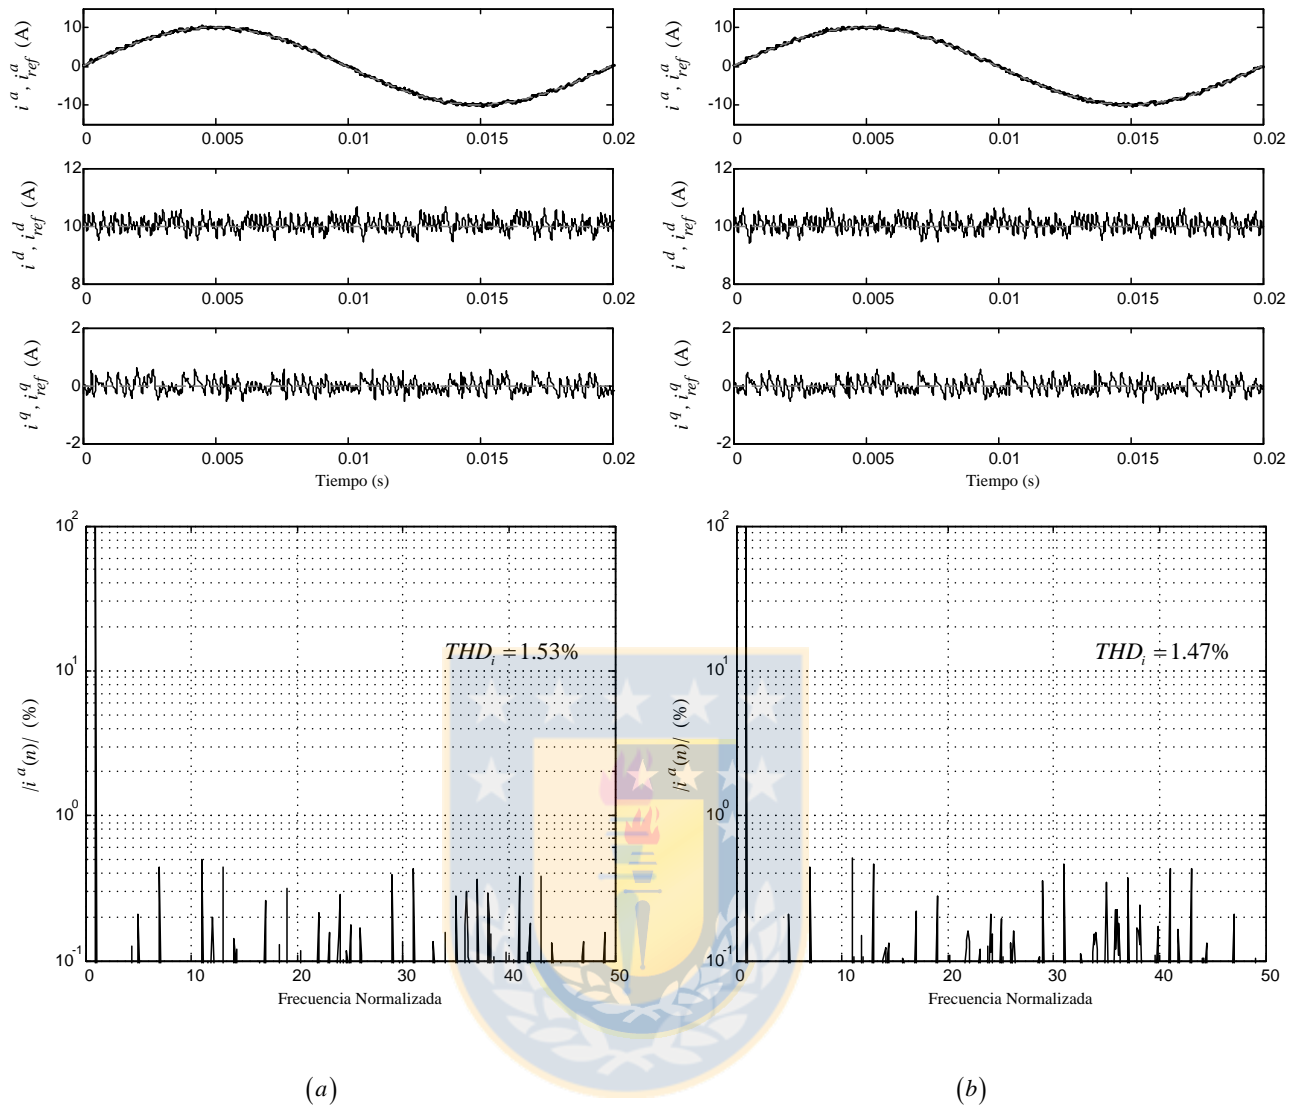 i^a, i^a_ref (A)
10
0
-10
0 0.005 0.01 0.015 0.02
i^d, i^d_ref (A)
12
10
8
0 0.005 0.01 0.015 0.02
i^q, i^q_ref (A)
2
0
-2
0 0.005 0.01 0.015 0.02
Tiempo (s)
|i^a(n)| (%)
10^2
10^1
10^0
10^-1
THD_i = 1.53%
0 10 20 30 40 50
Frecuencia Normalizada
(a)
i^a, i^a_ref (A)
10
0
-10
0 0.005 0.01 0.015 0.02
i^d, i^d_ref (A)
12
10
8
0 0.005 0.01 0.015 0.02
i^q, i^q_ref (A)
2
0
-2
0 0.005 0.01 0.015 0.02
Tiempo (s)
|i^a(n)| (%)
10^2
10^1
10^0
10^-1
THD_i = 1.47%
0 10 20 30 40 50
Frecuencia Normalizada
(b)